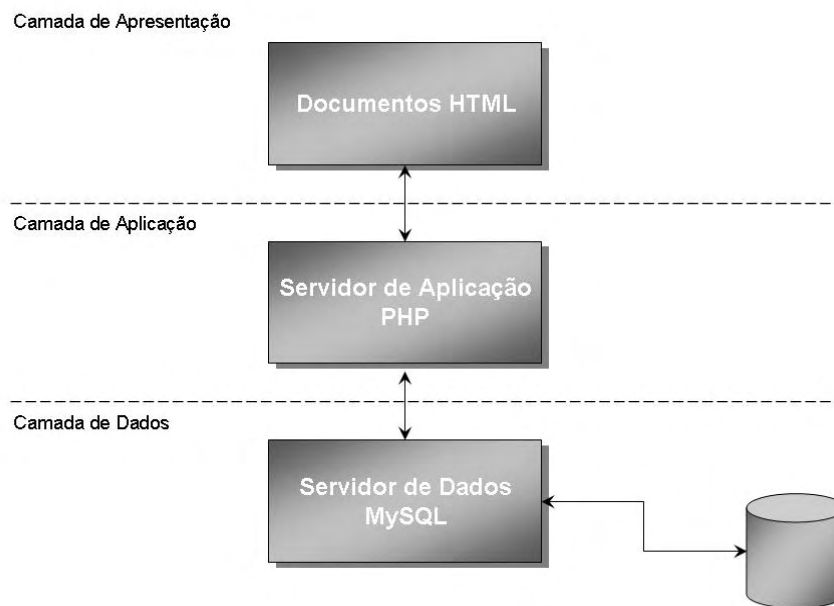 Camada de Apresentação
Documentos HTML
Camada de Aplicação
Servidor de Aplicação
PHP
Camada de Dados
Servidor de Dados
MySQL